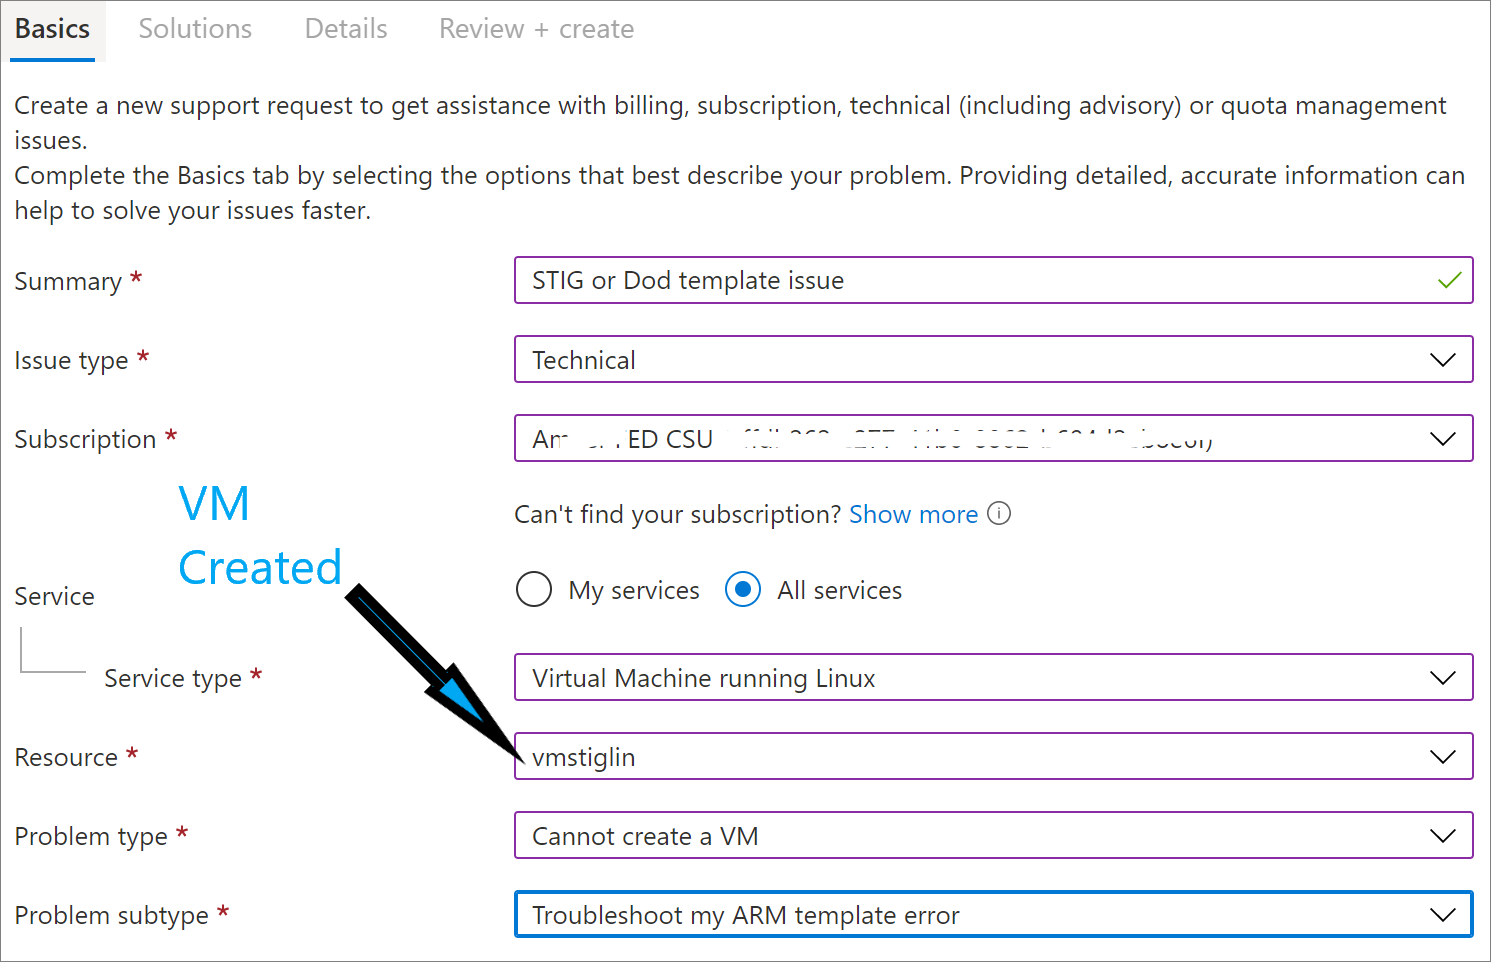 Basics Solutions Details Review + create
Create a new support request to get assistance with billing, subscription, technical (including advisory) or quota management
issues.
Complete the Basics tab by selecting the options that best describe your problem. Providing detailed, accurate information can
help to solve your issues faster.
Summary * STIG or Dod template issue
Issue type * Technical
Subscription * CSU
Can't find your subscription? Show more
VM
Created
Service My services All services
Service type * Virtual Machine running Linux
Resource * vmstiglin
Problem type * Cannot create a VM
Problem subtype * Troubleshoot my ARM template error